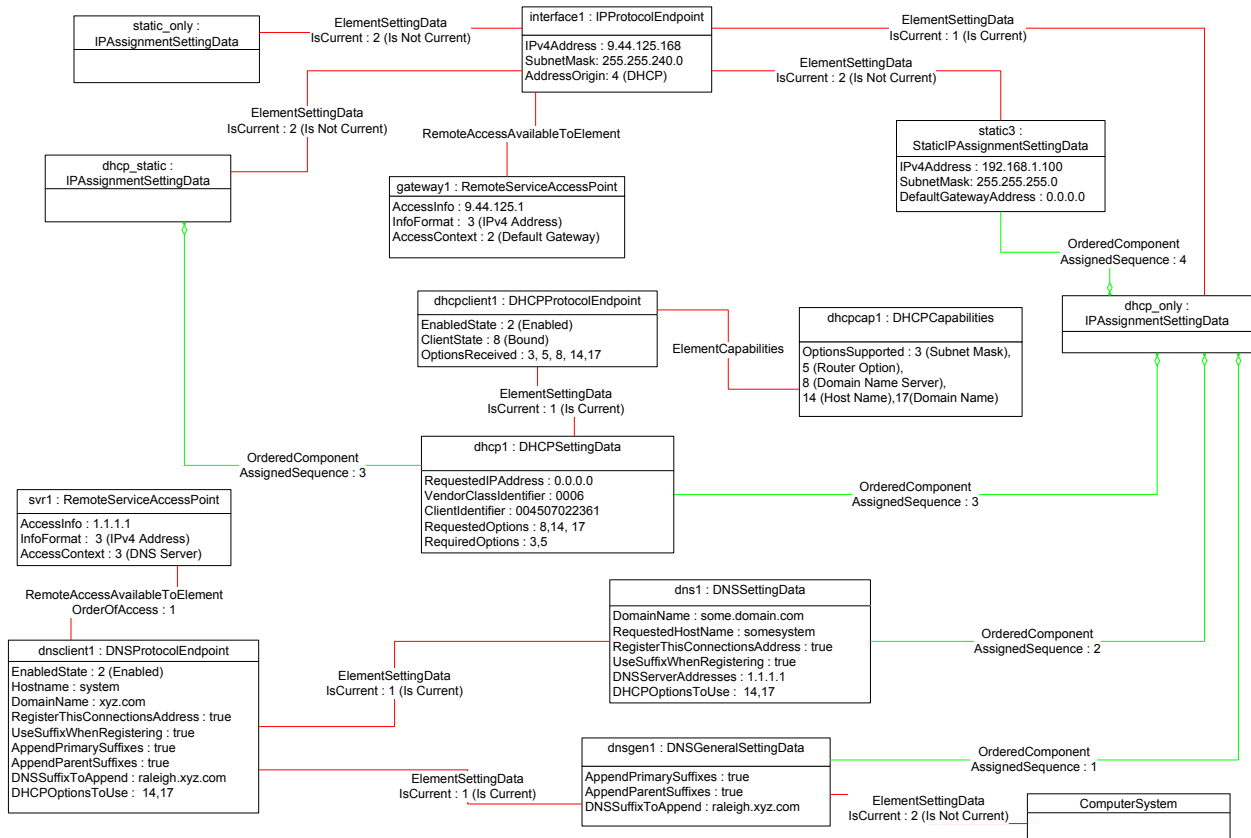 static_only :
IPAssignmentSettingData
ElementSettingData
IsCurrent : 2 (Is Not Current)
interface1 : IPProtocolEndpoint
IPv4Address : 9.44.125.168
SubnetMask: 255.255.240.0
AddressOrigin: 4 (DHCP)
ElementSettingData
IsCurrent : 1 (Is Current)
ElementSettingData
IsCurrent : 2 (Is Not Current)
ElementSettingData
IsCurrent : 2 (Is Not Current)
RemoteAccessAvailableToElement
static3 :
StaticIPAssignmentSettingData
IPv4Address : 192.168.1.100
SubnetMask: 255.255.255.0
DefaultGatewayAddress : 0.0.0.0
dhcp_static :
IPAssignmentSettingData
gateway1 : RemoteServiceAccessPoint
AccessInfo : 9.44.125.1
InfoFormat : 3 (IPv4 Address)
AccessContext : 2 (Default Gateway)
OrderedComponent
AssignedSequence : 4
dhcp_only :
IPAssignmentSettingData
dhcpclient1 : DHCPProtocolEndpoint
EnabledState : 2 (Enabled)
ClientState : 8 (Bound)
OptionsReceived : 3, 5, 8, 14,17
ElementCapabilities
dhcpcap1 : DHCPCapabilities
OptionsSupported : 3 (Subnet Mask),
5 (Router Option),
8 (Domain Name Server),
14 (Host Name),17(Domain Name)
ElementSettingData
IsCurrent : 1 (Is Current)
OrderedComponent
AssignedSequence : 3
dhcp1 : DHCPSettingData
RequestedIPAddress : 0.0.0.0
VendorClassIdentifier : 0006
ClientIdentifier : 004507022361
RequestedOptions : 8,14, 17
RequiredOptions : 3,5
OrderedComponent
AssignedSequence : 3
svr1 : RemoteServiceAccessPoint
AccessInfo : 1.1.1.1
InfoFormat : 3 (IPv4 Address)
AccessContext : 3 (DNS Server)
RemoteAccessAvailableToElement
OrderOfAccess : 1
dnsclient1 : DNSProtocolEndpoint
EnabledState : 2 (Enabled)
Hostname : system
DomainName : xyz.com
RegisterThisConnectionsAddress : true
UseSuffixWhenRegistering : true
AppendPrimarySuffixes : true
AppendParentSuffixes : true
DNSSuffixToAppend : raleigh.xyz.com
DHCPOptionsToUse : 14,17
ElementSettingData
IsCurrent : 1 (Is Current)
dns1 : DNSSettingData
DomainName : some.domain.com
RequestedHostName : somesystem
RegisterThisConnectionsAddress : true
UseSuffixWhenRegistering : true
DNSServerAddresses : 1.1.1.1
DHCPOptionsToUse : 14,17
OrderedComponent
AssignedSequence : 2
ElementSettingData
IsCurrent : 1 (Is Current)
dnsgen1 : DNSGeneralSettingData
AppendPrimarySuffixes : true
AppendParentSuffixes : true
DNSSuffixToAppend : raleigh.xyz.com
OrderedComponent
AssignedSequence : 1
ElementSettingData
IsCurrent : 2 (Is Not Current)
ComputerSystem